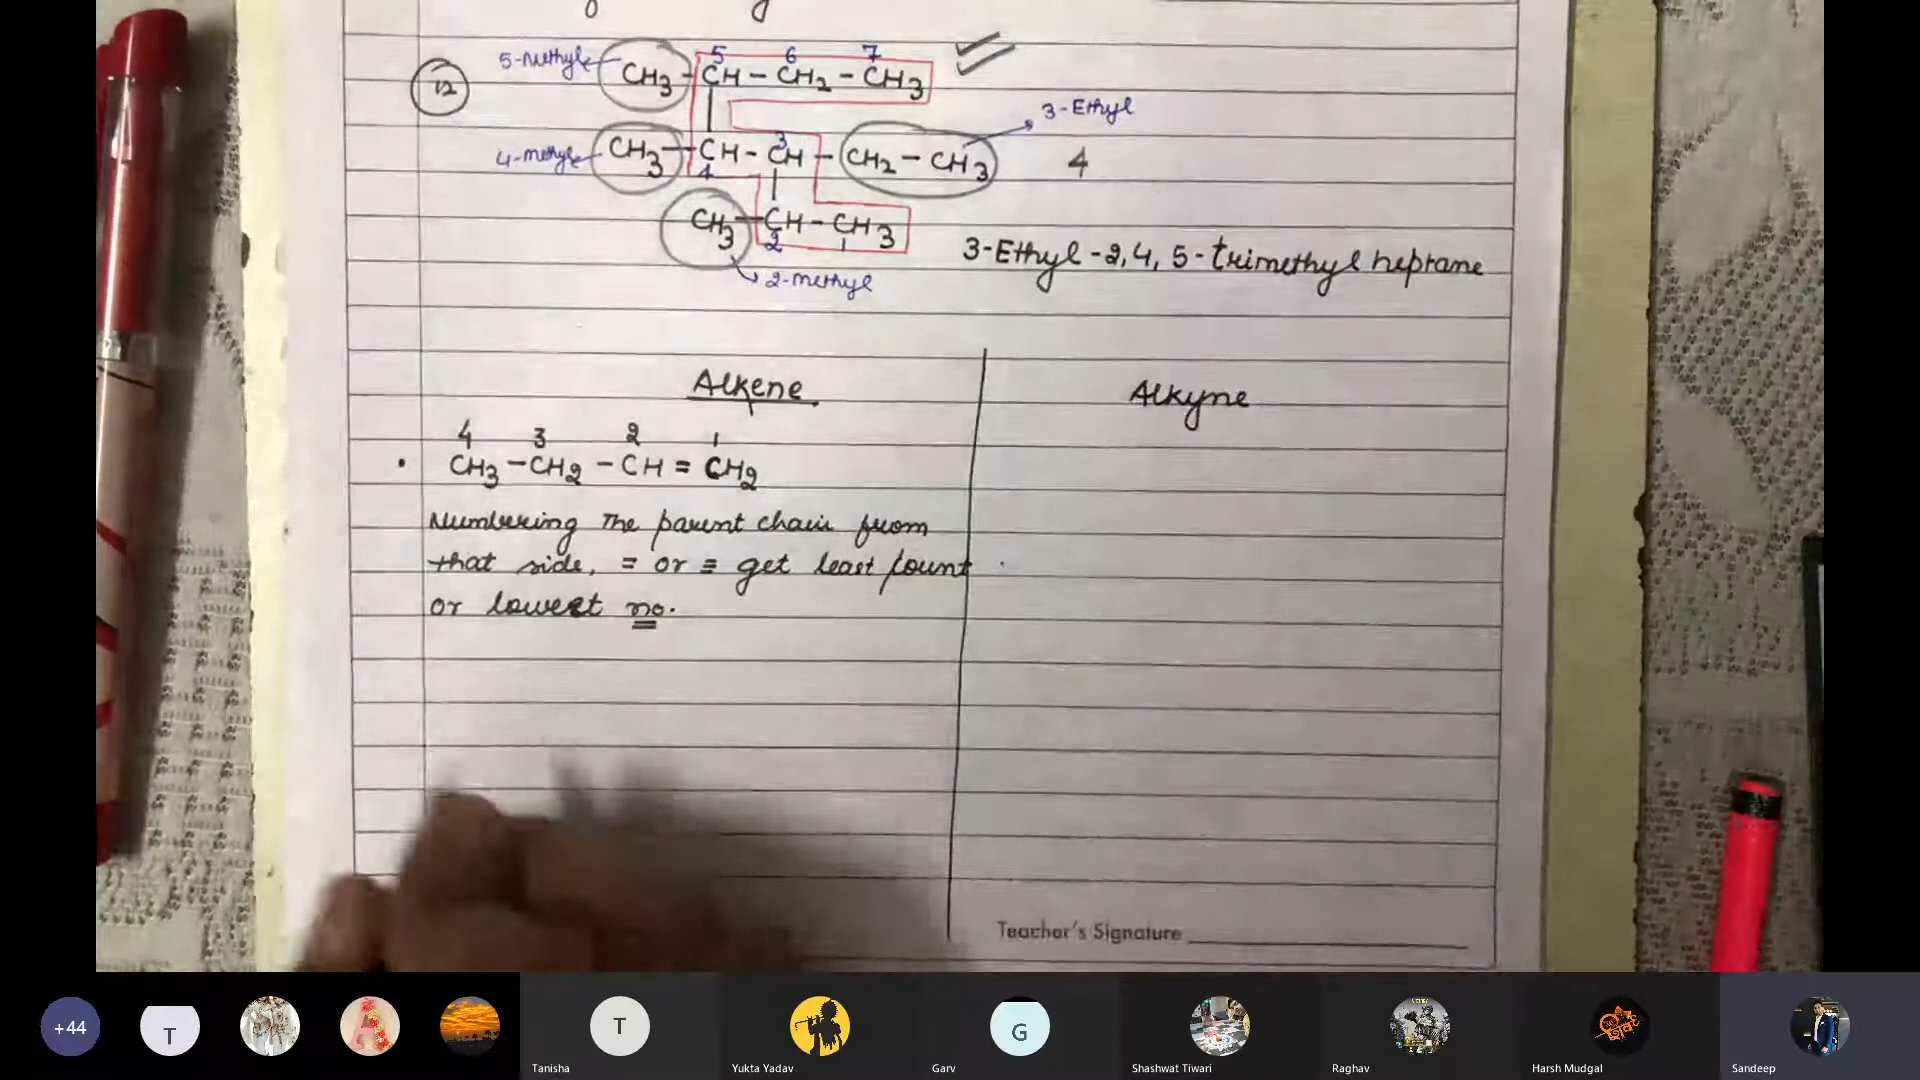 5-Methyl
5 6 7
CH3 - CH - CH2 - CH3
12
3-Ethyl
4-methyl
3
CH3 - CH - CH - CH2 - CH3
4
4
CH3 - CH - CH3
2 1
2-methyl
3-Ethyl-2,4,5-trimethyl heptane
Alkene
Alkyne
4 3 2 1
• CH3 - CH2 - CH = CH2
Numbering The parent chain from
that side, = or ≡ get least count
or lowest no.
Teacher's Signature
+44
T
T
G
Tanisha
Yukta Yadav
Garv
Shashwat Tiwari
Raghav
Harsh Mudgal
Sandeep